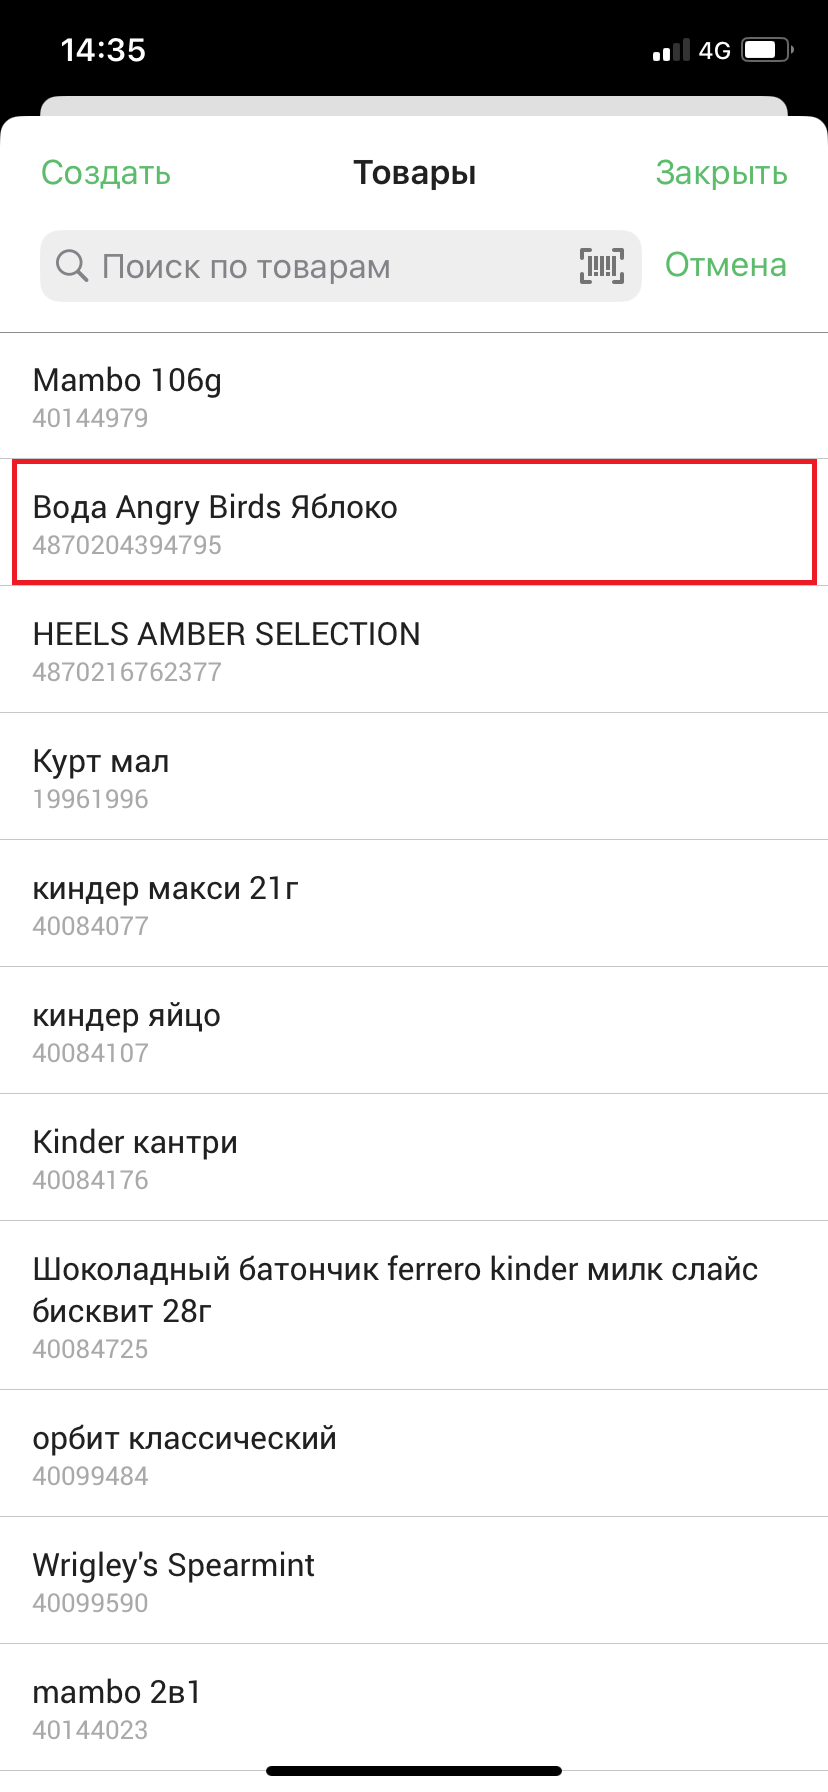 14:35
4G
Создать
Товары
Закрыть
Поиск по товарам
Отмена
Mambo 106g
40144979
Вода Angry Birds Яблоко
4870204394795
HEELS AMBER SELECTION
4870216762377
Курт мал
19961996
киндер макси 21г
40084077
киндер яйцо
40084107
Kinder кантри
40084176
Шоколадный батончик ferrero kinder милк слайс
бисквит 28г
40084725
орбит классический
40099484
Wrigley's Spearmint
40099590
mambo 2в1
40144023